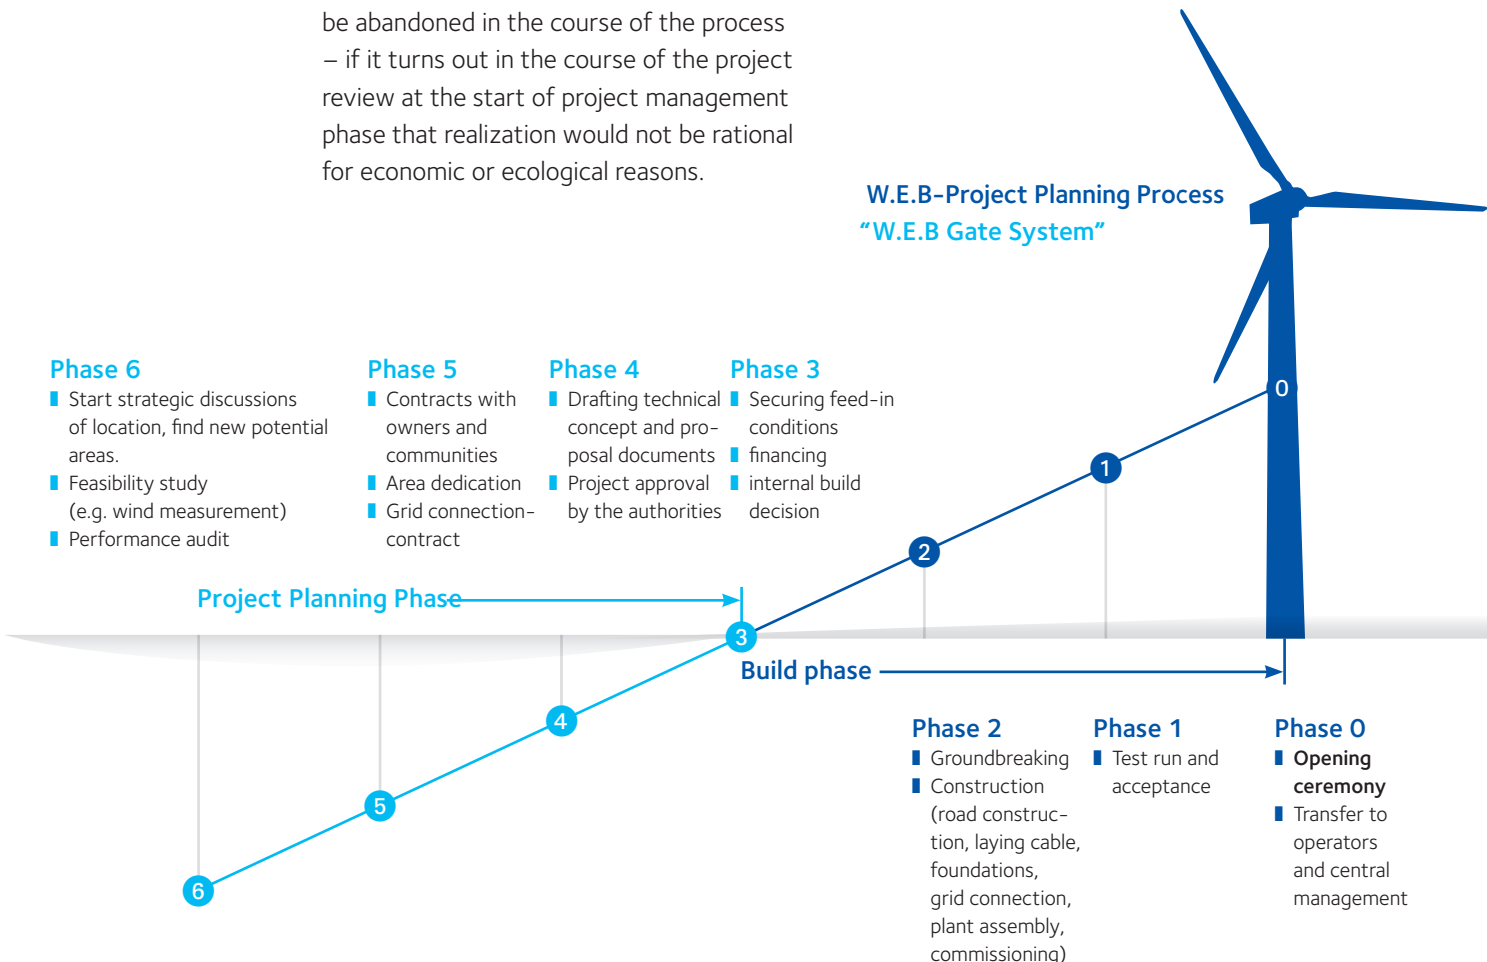 be abandoned in the course of the process
– if it turns out in the course of the project
review at the start of project management
phase that realization would not be rational
for economic or ecological reasons.
W.E.B-Project Planning Process
“W.E.B Gate System”
Phase 6
Start strategic discussions
of location, find new potential
areas.
Feasibility study
(e.g. wind measurement)
Performance audit
Phase 5
Contracts with
owners and
communities
Area dedication
Grid connection-
contract
Phase 4
Drafting technical
concept and pro-
posal documents
Project approval
by the authorities
Phase 3
Securing feed-in
conditions
financing
internal build
decision
0
1
2
Project Planning Phase
3
Build phase
4
5
6
Phase 2
Groundbreaking
Construction
(road construc-
tion, laying cable,
foundations,
grid connection,
plant assembly,
commissioning)
Phase 1
Test run and
acceptance
Phase 0
Opening
ceremony
Transfer to
operators
and central
management